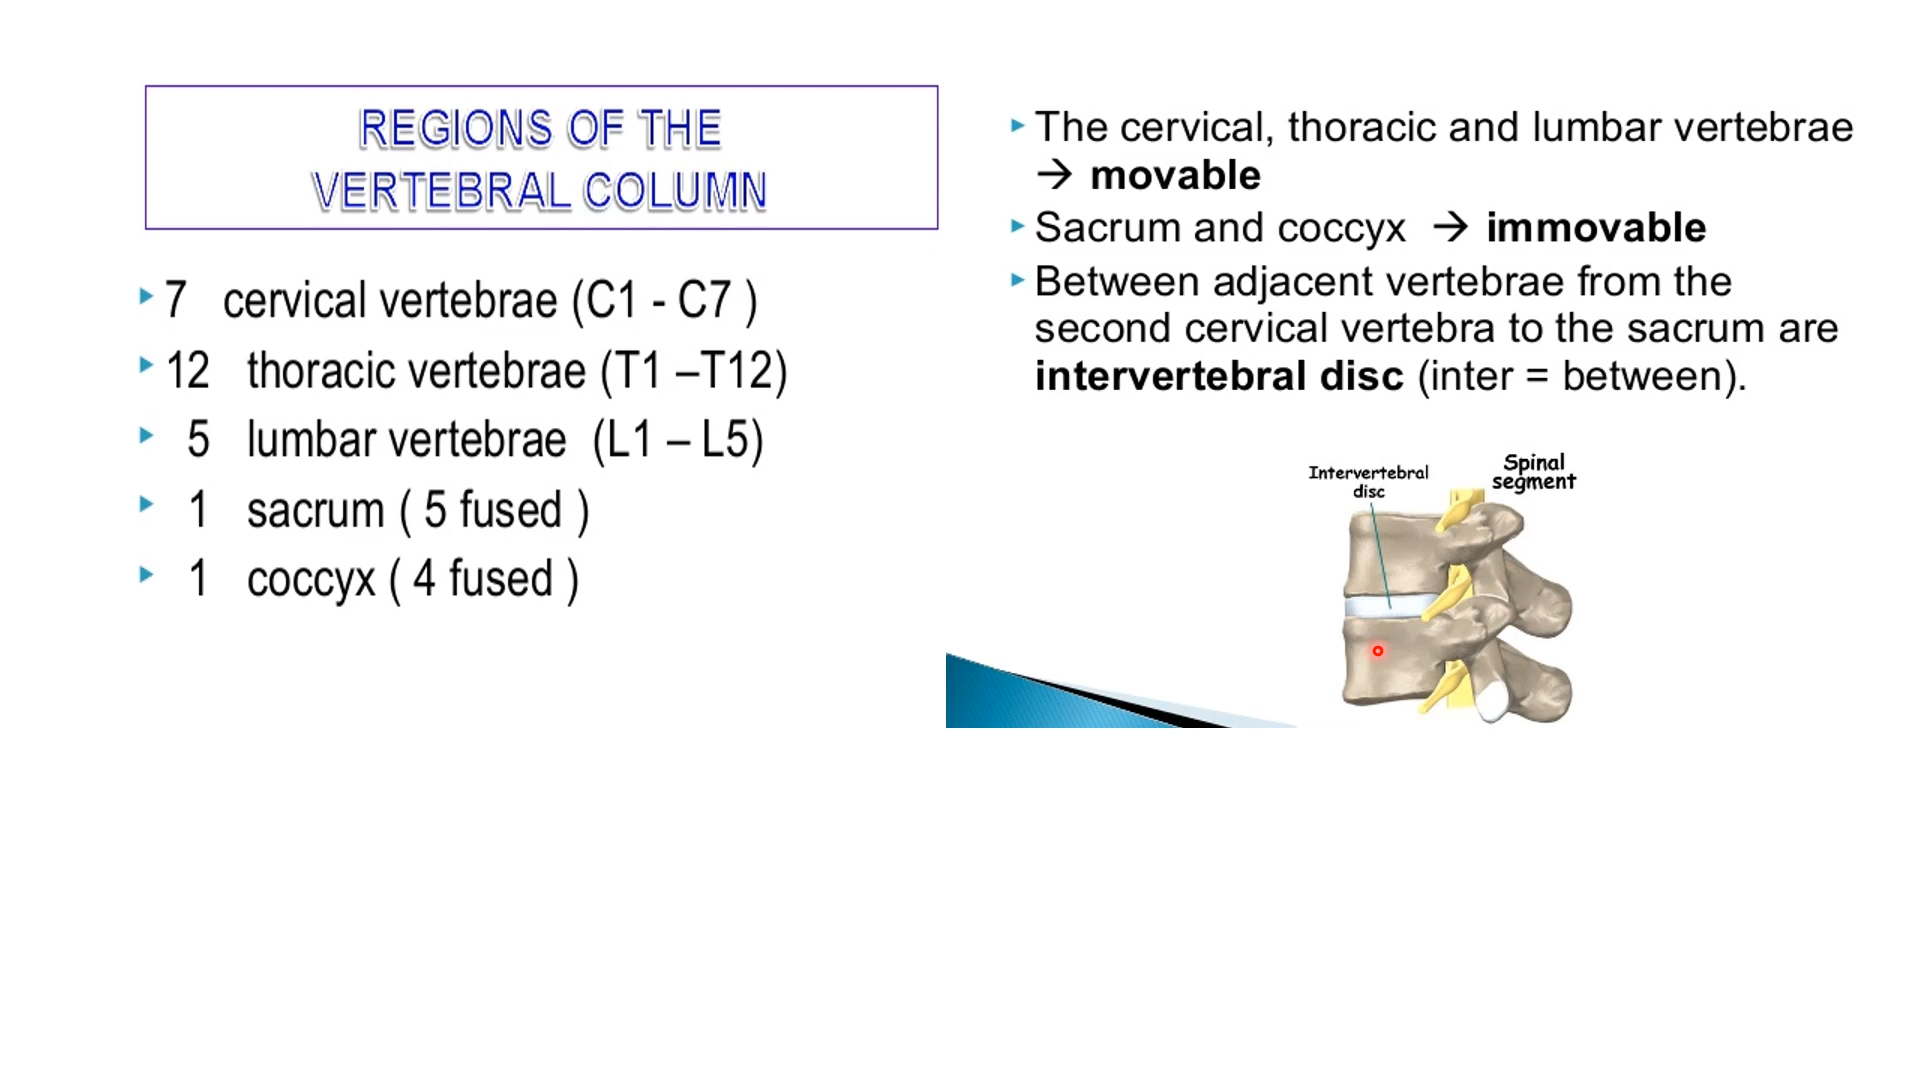 REGIONS OF THE
VERTEBRAL COLUMN
7 cervical vertebrae (C1 - C7 )
12 thoracic vertebrae (T1 –T12)
5 lumbar vertebrae (L1 – L5)
1 sacrum ( 5 fused )
1 coccyx ( 4 fused )
The cervical, thoracic and lumbar vertebrae
→ movable
Sacrum and coccyx → immovable
Between adjacent vertebrae from the
second cervical vertebra to the sacrum are
intervertebral disc (inter = between).
Intervertebral
disc
Spinal
segment